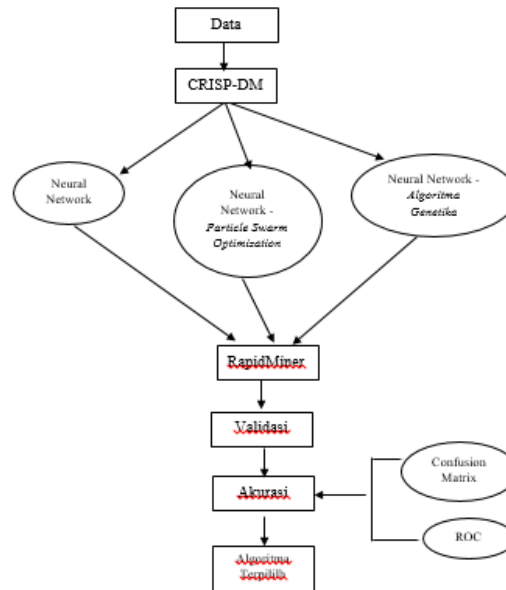 Data
CRISP-DM
Neural
Network
Neural
Network -
Particle Swarm
Optimization
Neural Network -
Algoritma
Genetika
RapidMiner
Validasi
Akurasi
Confusion
Matrix
ROC
Algoritma
Terpilih